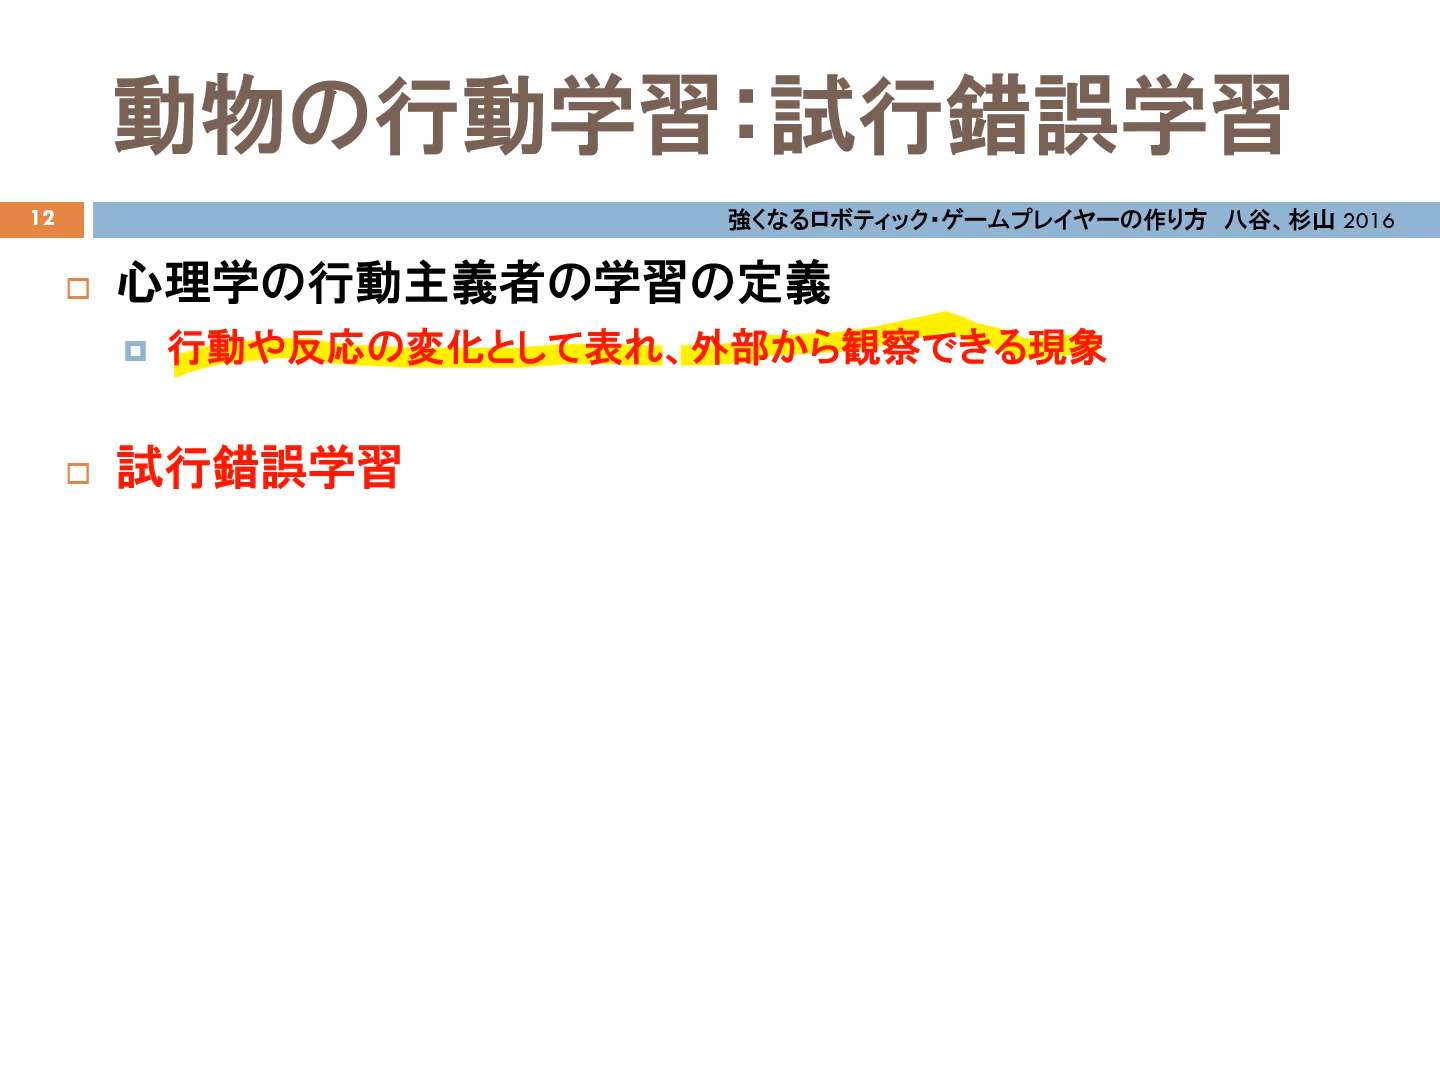 動物の行動学習：試行錯誤学習
12
強くなるロボティック・ゲームプレイヤーの作り方　八谷、杉山 2016
心理学の行動主義者の学習の定義
行動や反応の変化として表れ、外部から観察できる現象
試行錯誤学習